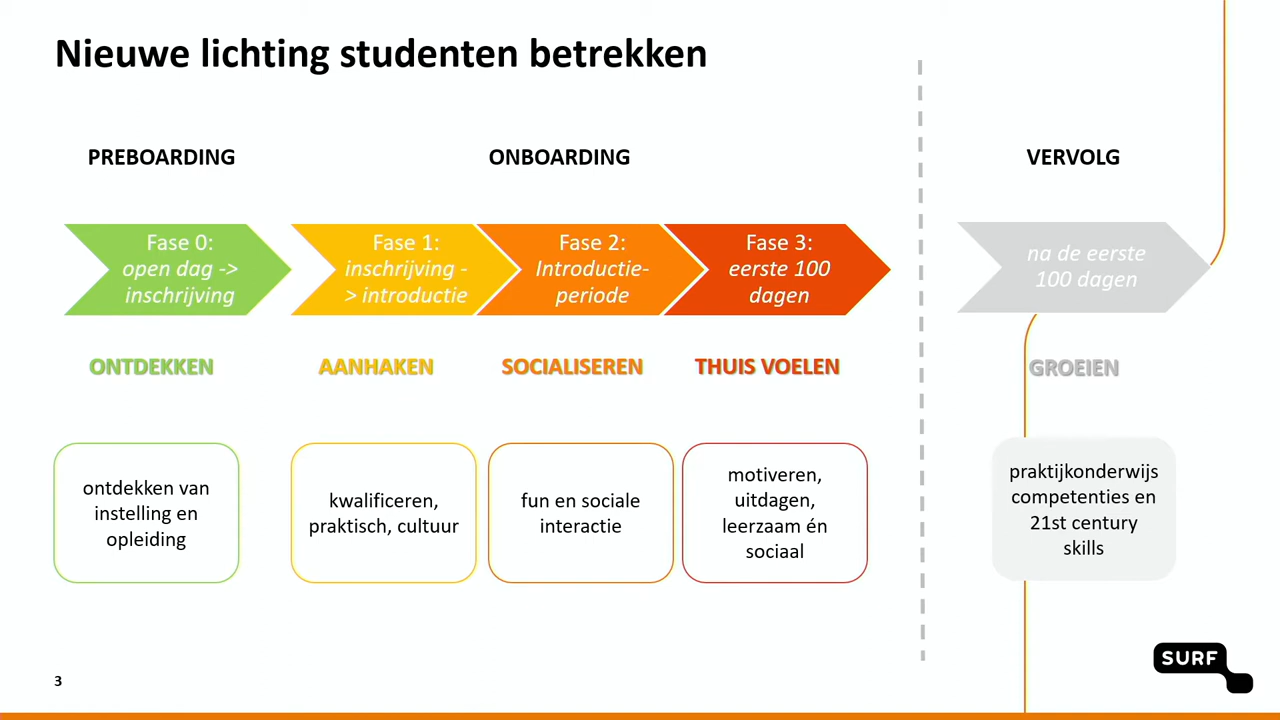 Nieuwe lichting studenten betrekken
PREBOARDING
ONBOARDING
VERVOLG
Fase 0:
open dag ->
inschrijving
Fase 1:
inschrijving -
> introductie
Fase 2:
Introductie-
periode
Fase 3:
eerste 100
dagen
na de eerste
100 dagen
ONTDEKKEN
AANHAKEN
SOCIALISEREN
THUIS VOELEN
GROEIEN
ontdekken van
instelling en
opleiding
kwalificeren,
praktisch, cultuur
fun en sociale
interactie
motiveren,
uitdagen,
leerzaam én
sociaal
praktijkonderwijs
competenties en
21st century
skills
SURF
3